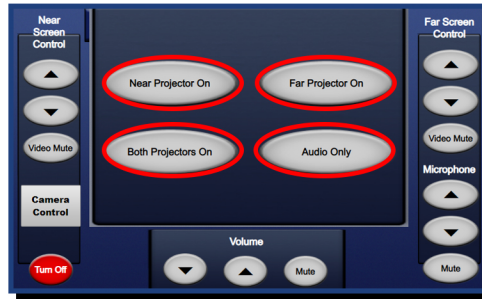 Near
Screen
Control
Video Mute
Camera
Control
Turn Off
Near Projector On
Far Projector On
Both Projectors On
Audio Only
Volume
Mute
Far Screen
Control
Video Mute
Microphone
Mute